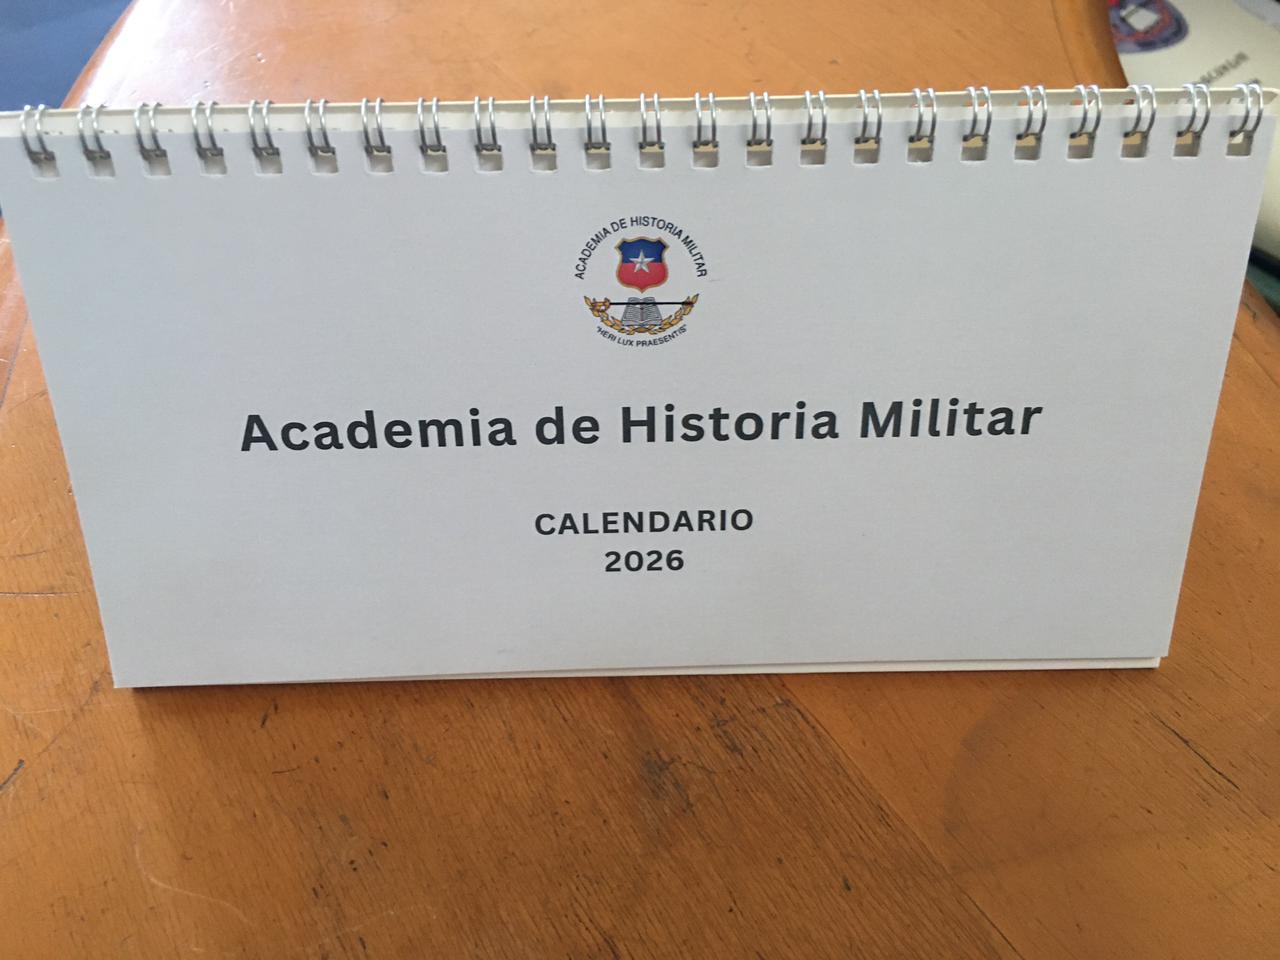 ACADEMIA DE HISTORIA MILITAR
"HERI LUX PRAESENTIS"
Academia de Historia Militar
CALENDARIO
2026